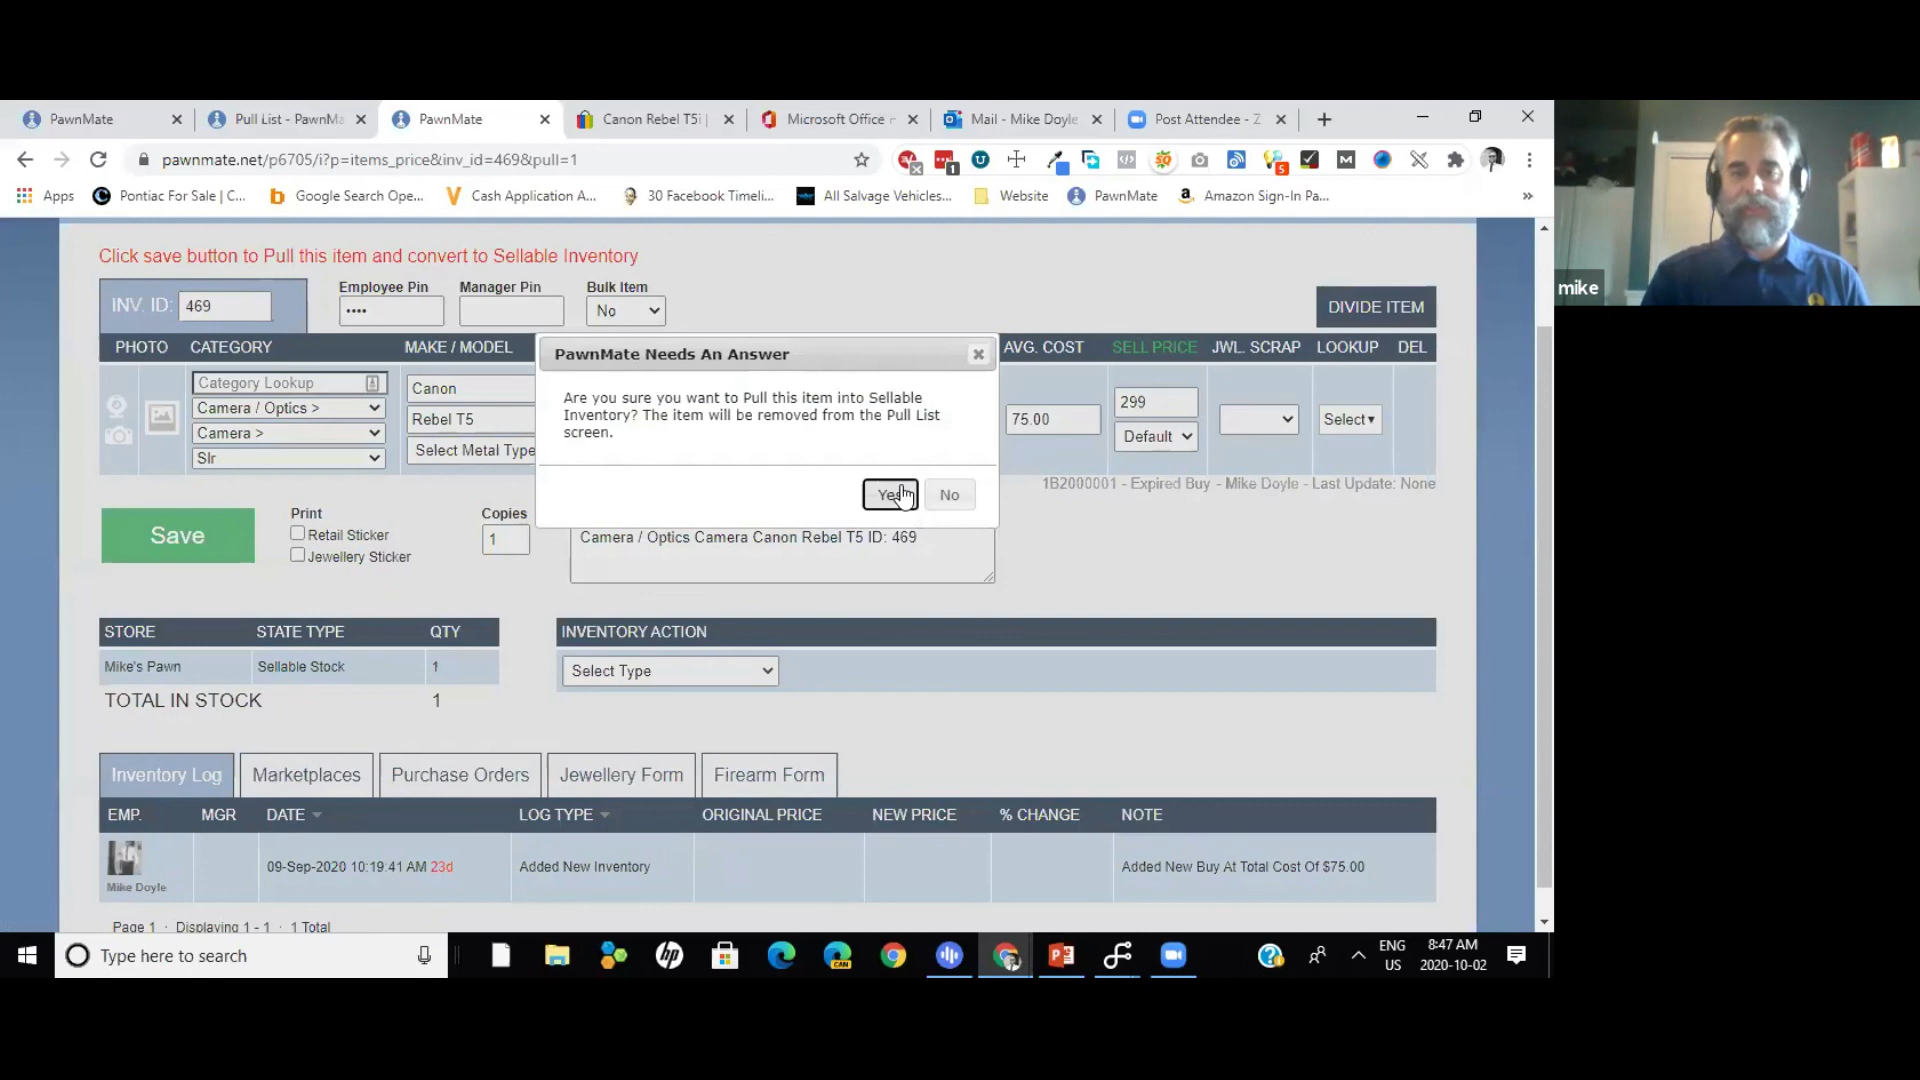 PawnMate
Pull List - PawnMa
PawnMate
Canon Rebel T5i |
Microsoft Office
Mail - Mike Doyle
Post Attendee - Z
pawnmate.net/p6705/i?p=items_price&inv_id=469&pull=1
Apps
Pontiac For Sale | C...
Google Search Ope...
Cash Application A...
30 Facebook Timeli...
All Salvage Vehicles...
Website
PawnMate
Amazon Sign-In Pa...
mike
Click save button to Pull this item and convert to Sellable Inventory
INV. ID: 469
Employee Pin
Manager Pin
Bulk Item
No
DIVIDE ITEM
PHOTO CATEGORY MAKE / MODEL AVG. COST SELL PRICE JWL. SCRAP LOOKUP DEL
Category Lookup
Camera / Optics >
Camera >
Slr
Canon
Rebel T5
Select Metal Type
PawnMate Needs An Answer
Are you sure you want to Pull this item into Sellable
Inventory? The item will be removed from the Pull List
screen.
Yes No
75.00
299
Default
Select▾
1B2000001 - Expired Buy - Mike Doyle - Last Update: None
Save
Print
Retail Sticker
Jewellery Sticker
Copies
1
Camera / Optics Camera Canon Rebel T5 ID: 469
STORE STATE TYPE QTY
Mike's Pawn Sellable Stock 1
TOTAL IN STOCK 1
INVENTORY ACTION
Select Type
Inventory Log
Marketplaces
Purchase Orders
Jewellery Form
Firearm Form
EMP. MGR DATE LOG TYPE ORIGINAL PRICE NEW PRICE % CHANGE NOTE
Mike Doyle
09-Sep-2020 10:19:41 AM 23d
Added New Inventory
Added New Buy At Total Cost Of $75.00
Page 1 · Displaying 1 - 1 · 1 Total
Type here to search
ENG
US
8:47 AM
2020-10-02